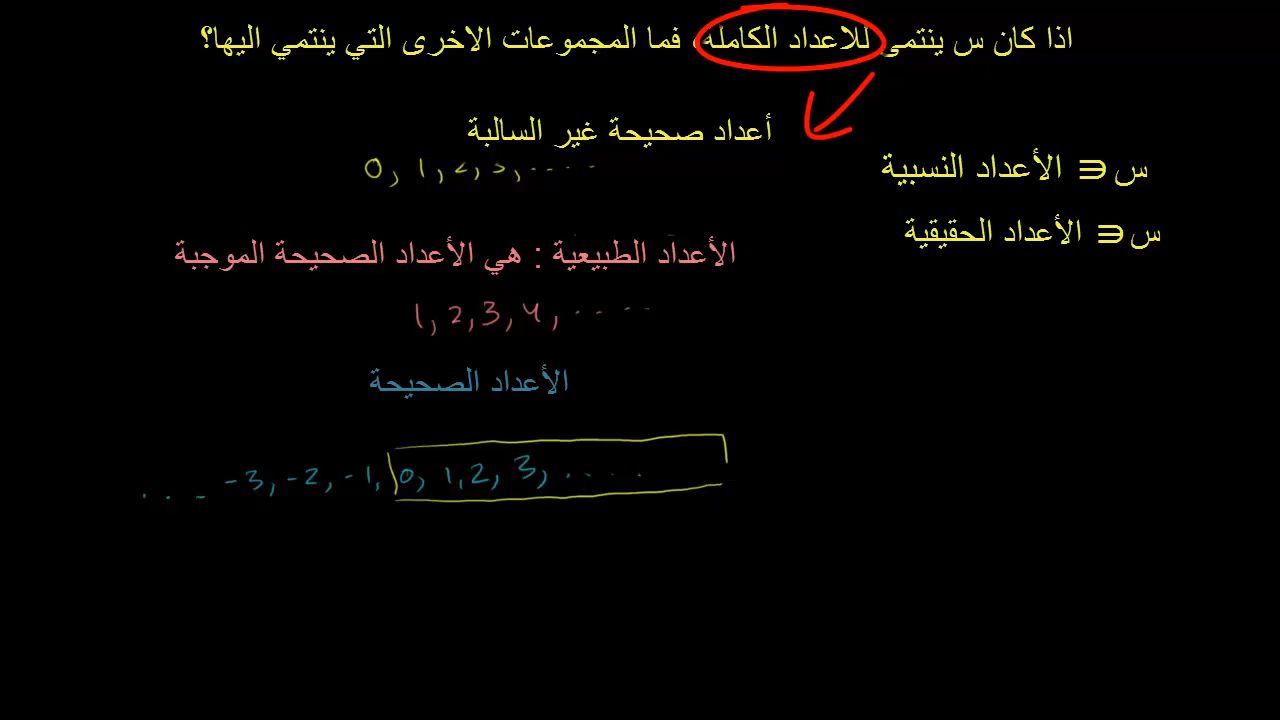 اذا كان س ينتمي للاعداد الكامله، فما المجموعات الاخرى التي ينتمي اليها؟
أعداد صحيحة غير السالبة
0, 1, 2, 3, ....
س ∋ الأعداد النسبية
س ∋ الأعداد الحقيقية
الأعداد الطبيعية : هي الأعداد الصحيحة الموجبة
1, 2, 3, 4, ....
الأعداد الصحيحة
... -3, -2, -1, 0, 1, 2, 3, ....